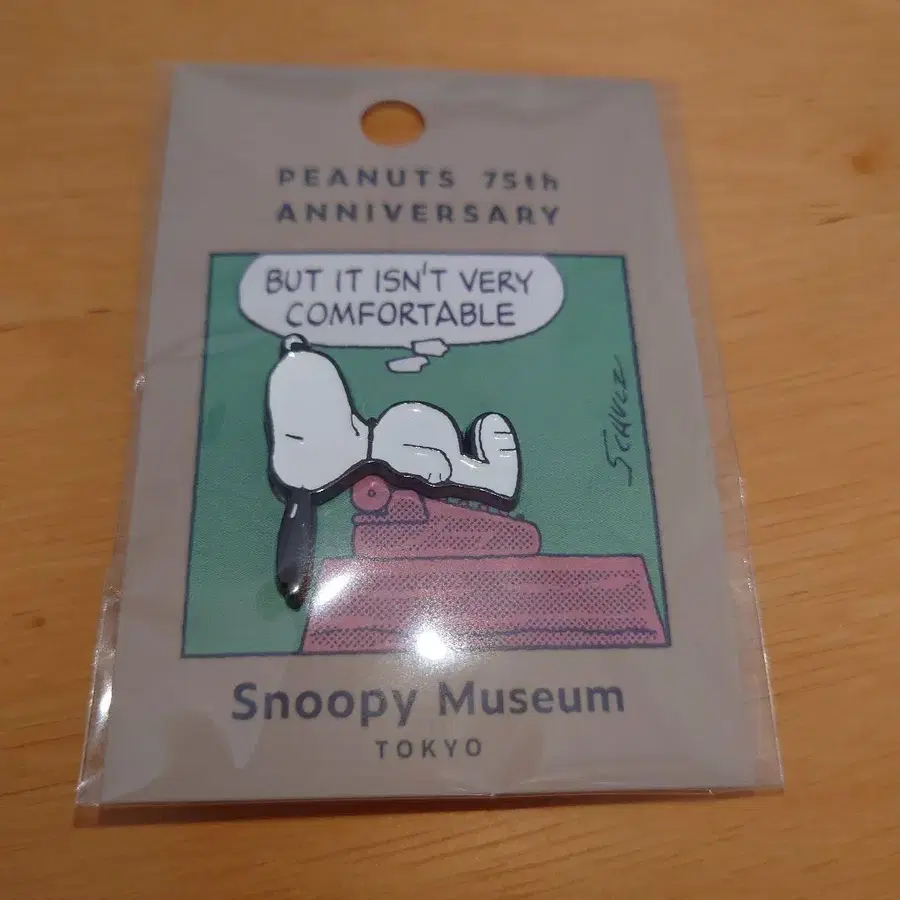 PEANUTS 75th
ANNIVERSARY
BUT IT ISN'T VERY
COMFORTABLE
SCHULZ
Snoopy Museum
TOKYO